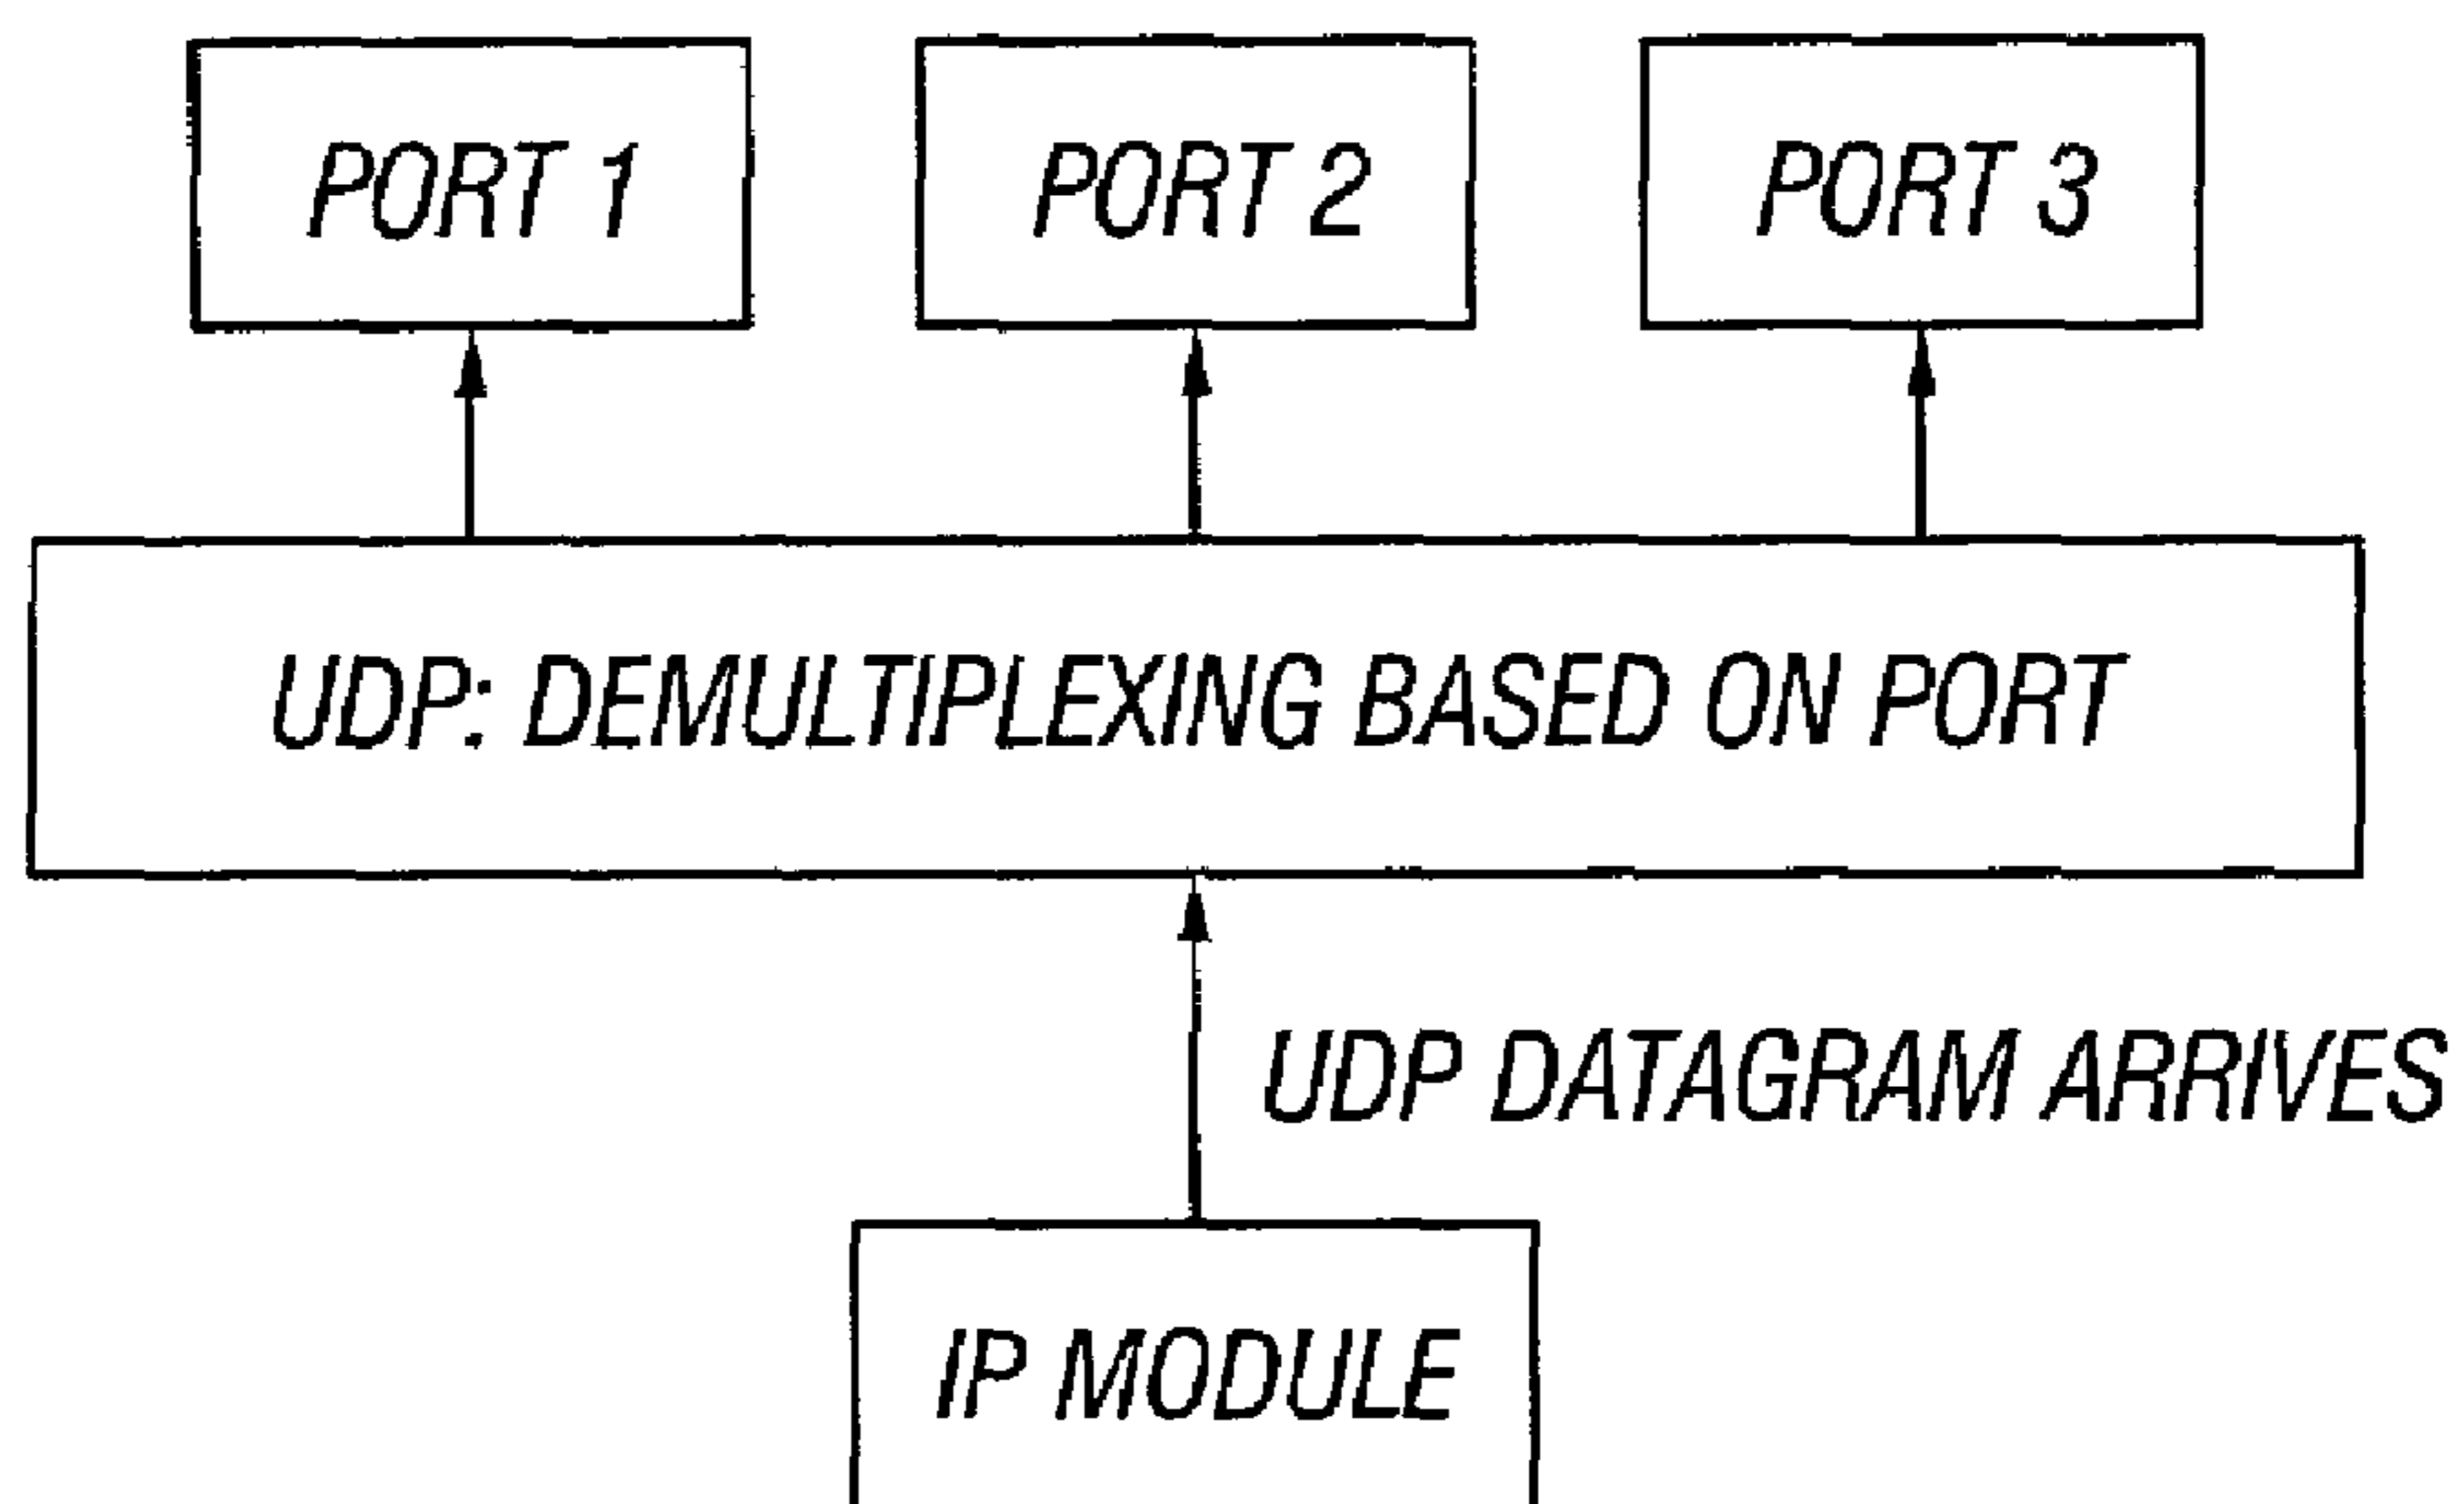 PORT 1
PORT 2
PORT 3
UDP: DEMULTIPLEXING BASED ON PORT
UDP DATAGRAM ARRIVES
IP MODULE